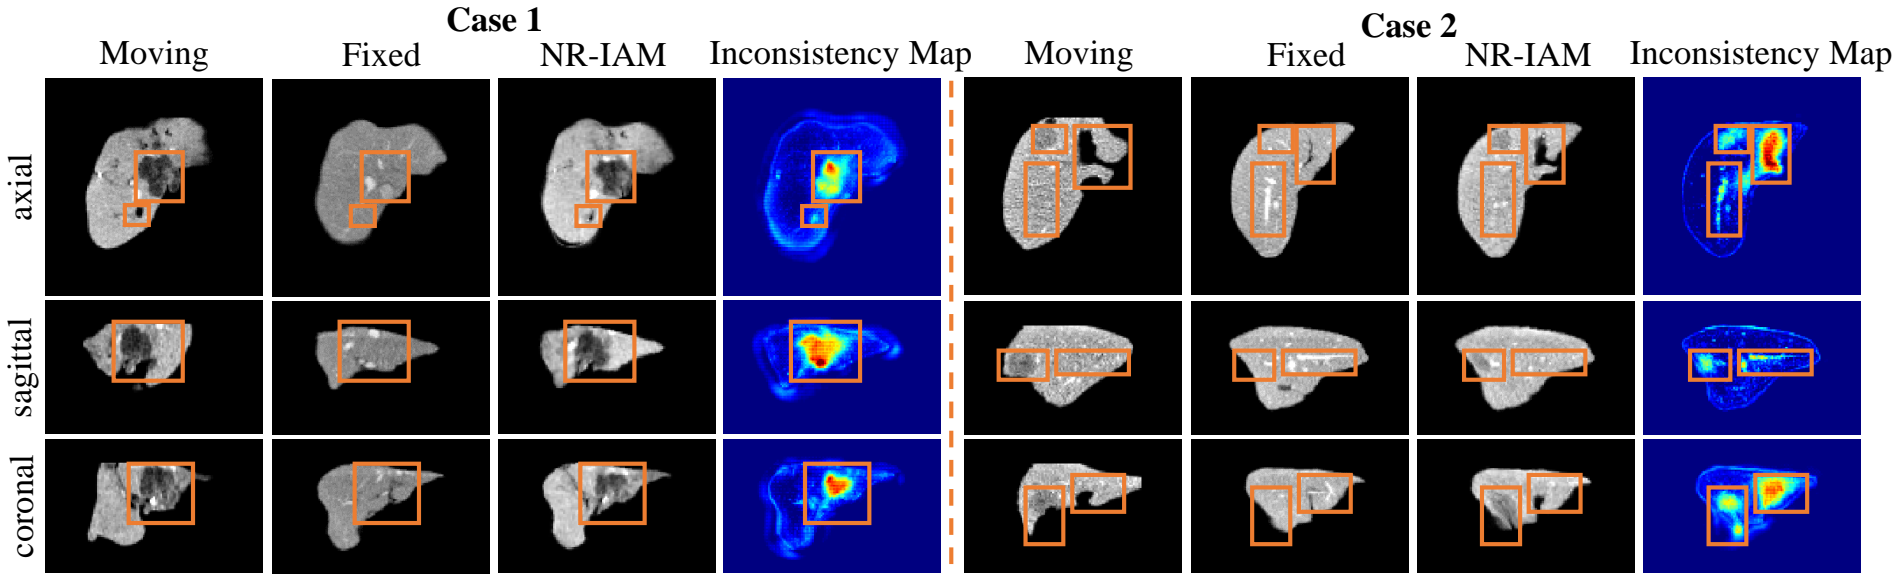 Case 1
Case 2
Moving Fixed NR-IAM Inconsistency Map Moving Fixed NR-IAM Inconsistency Map
axial
sagittal
coronal